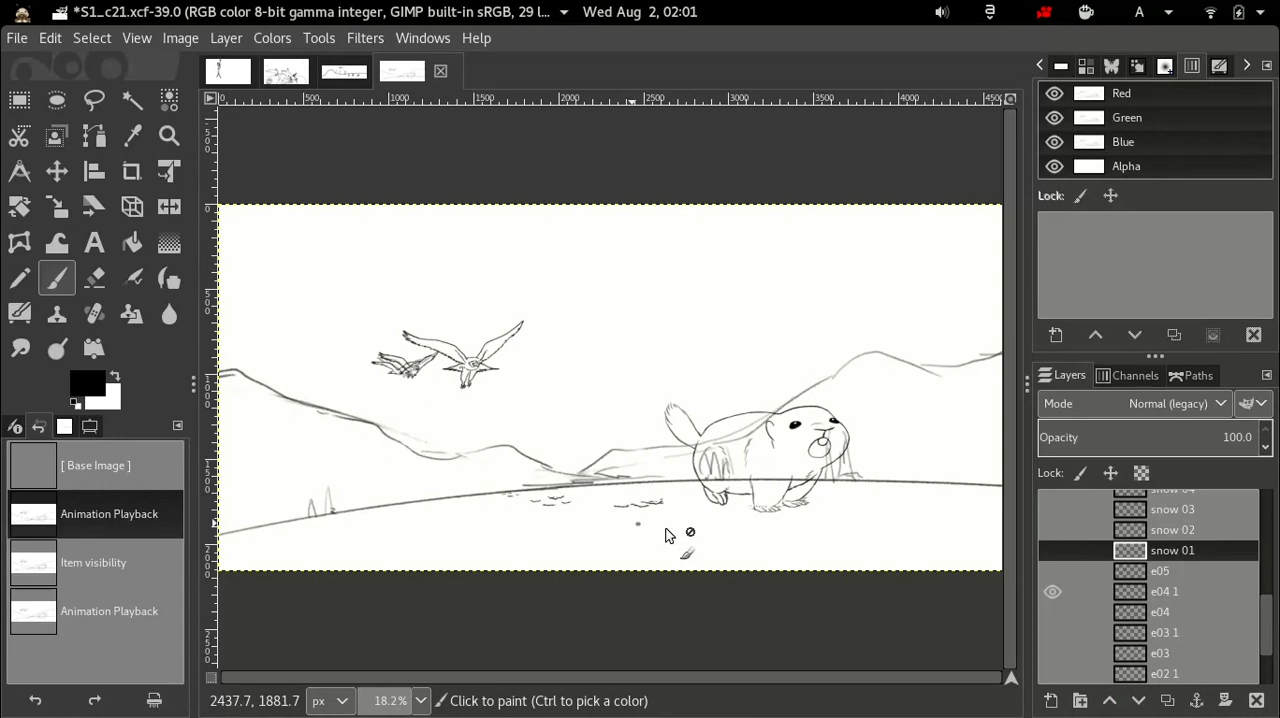 *S1_c21.xcf-39.0 (RGB color 8-bit gamma integer, GIMP built-in sRGB, 29 l...
Wed Aug  2, 02:01
A
File Edit Select View Image Layer Colors Tools Filters Windows Help
0 500 1000 1500 2000 2500 3000 3500 4000 4500
Red
Green
Blue
Alpha
Lock:
Layers Channels Paths
Mode Normal (legacy)
Opacity 100.0
Lock:
[ Base Image ]
Animation Playback
Item visibility
Animation Playback
snow 04
snow 03
snow 02
snow 01
e05
e04 1
e04
e03 1
e03
e02 1
2437.7, 1881.7 px 18.2% Click to paint (Ctrl to pick a color)